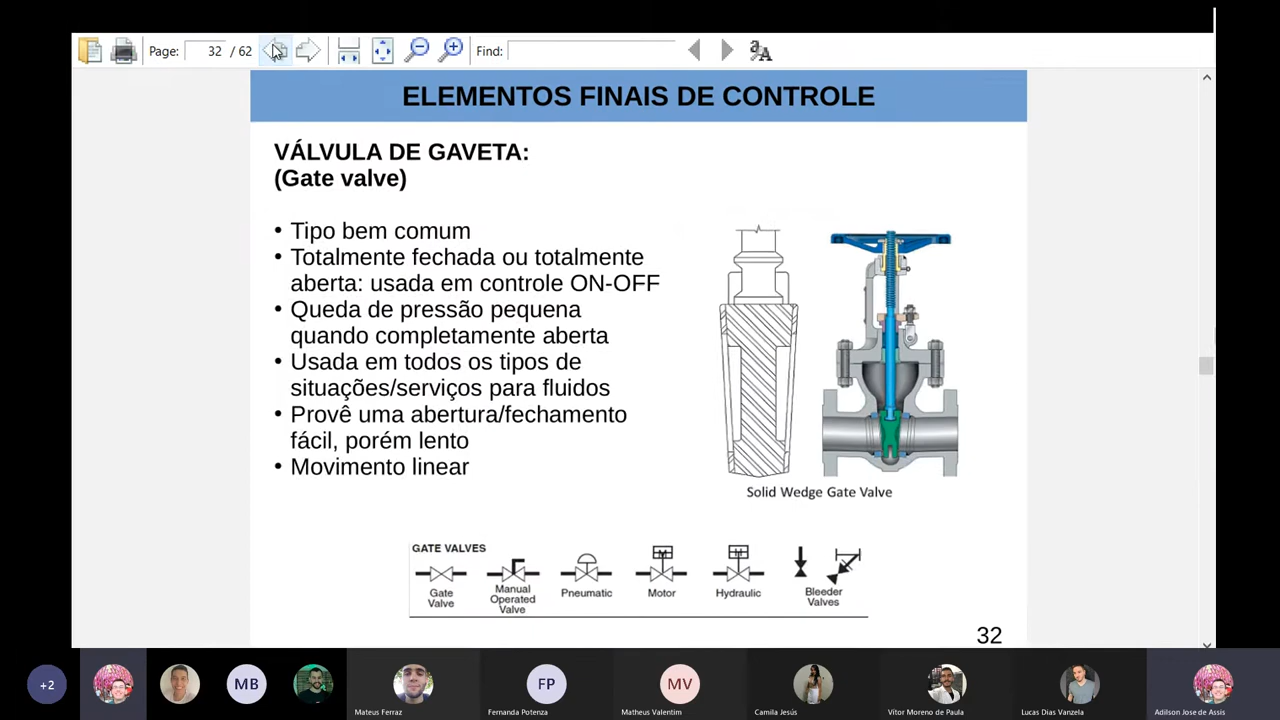 Page: 32 / 62 Find:
ELEMENTOS FINAIS DE CONTROLE
VÁLVULA DE GAVETA:
(Gate valve)
• Tipo bem comum
• Totalmente fechada ou totalmente
aberta: usada em controle ON-OFF
• Queda de pressão pequena
quando completamente aberta
• Usada em todos os tipos de
situações/serviços para fluidos
• Provê uma abertura/fechamento
fácil, porém lento
• Movimento linear
Solid Wedge Gate Valve
GATE VALVES
M H
Gate
Valve
Manual
Operated
Valve
Pneumatic
Motor
Hydraulic
Bleeder
Valves
32
+2 MB FP MV
Mateus Ferraz Fernanda Potenza Matheus Valentim Camila Jesús Vítor Moreno de Paula Lucas Dias Vanzela Adilson Jose de Assis